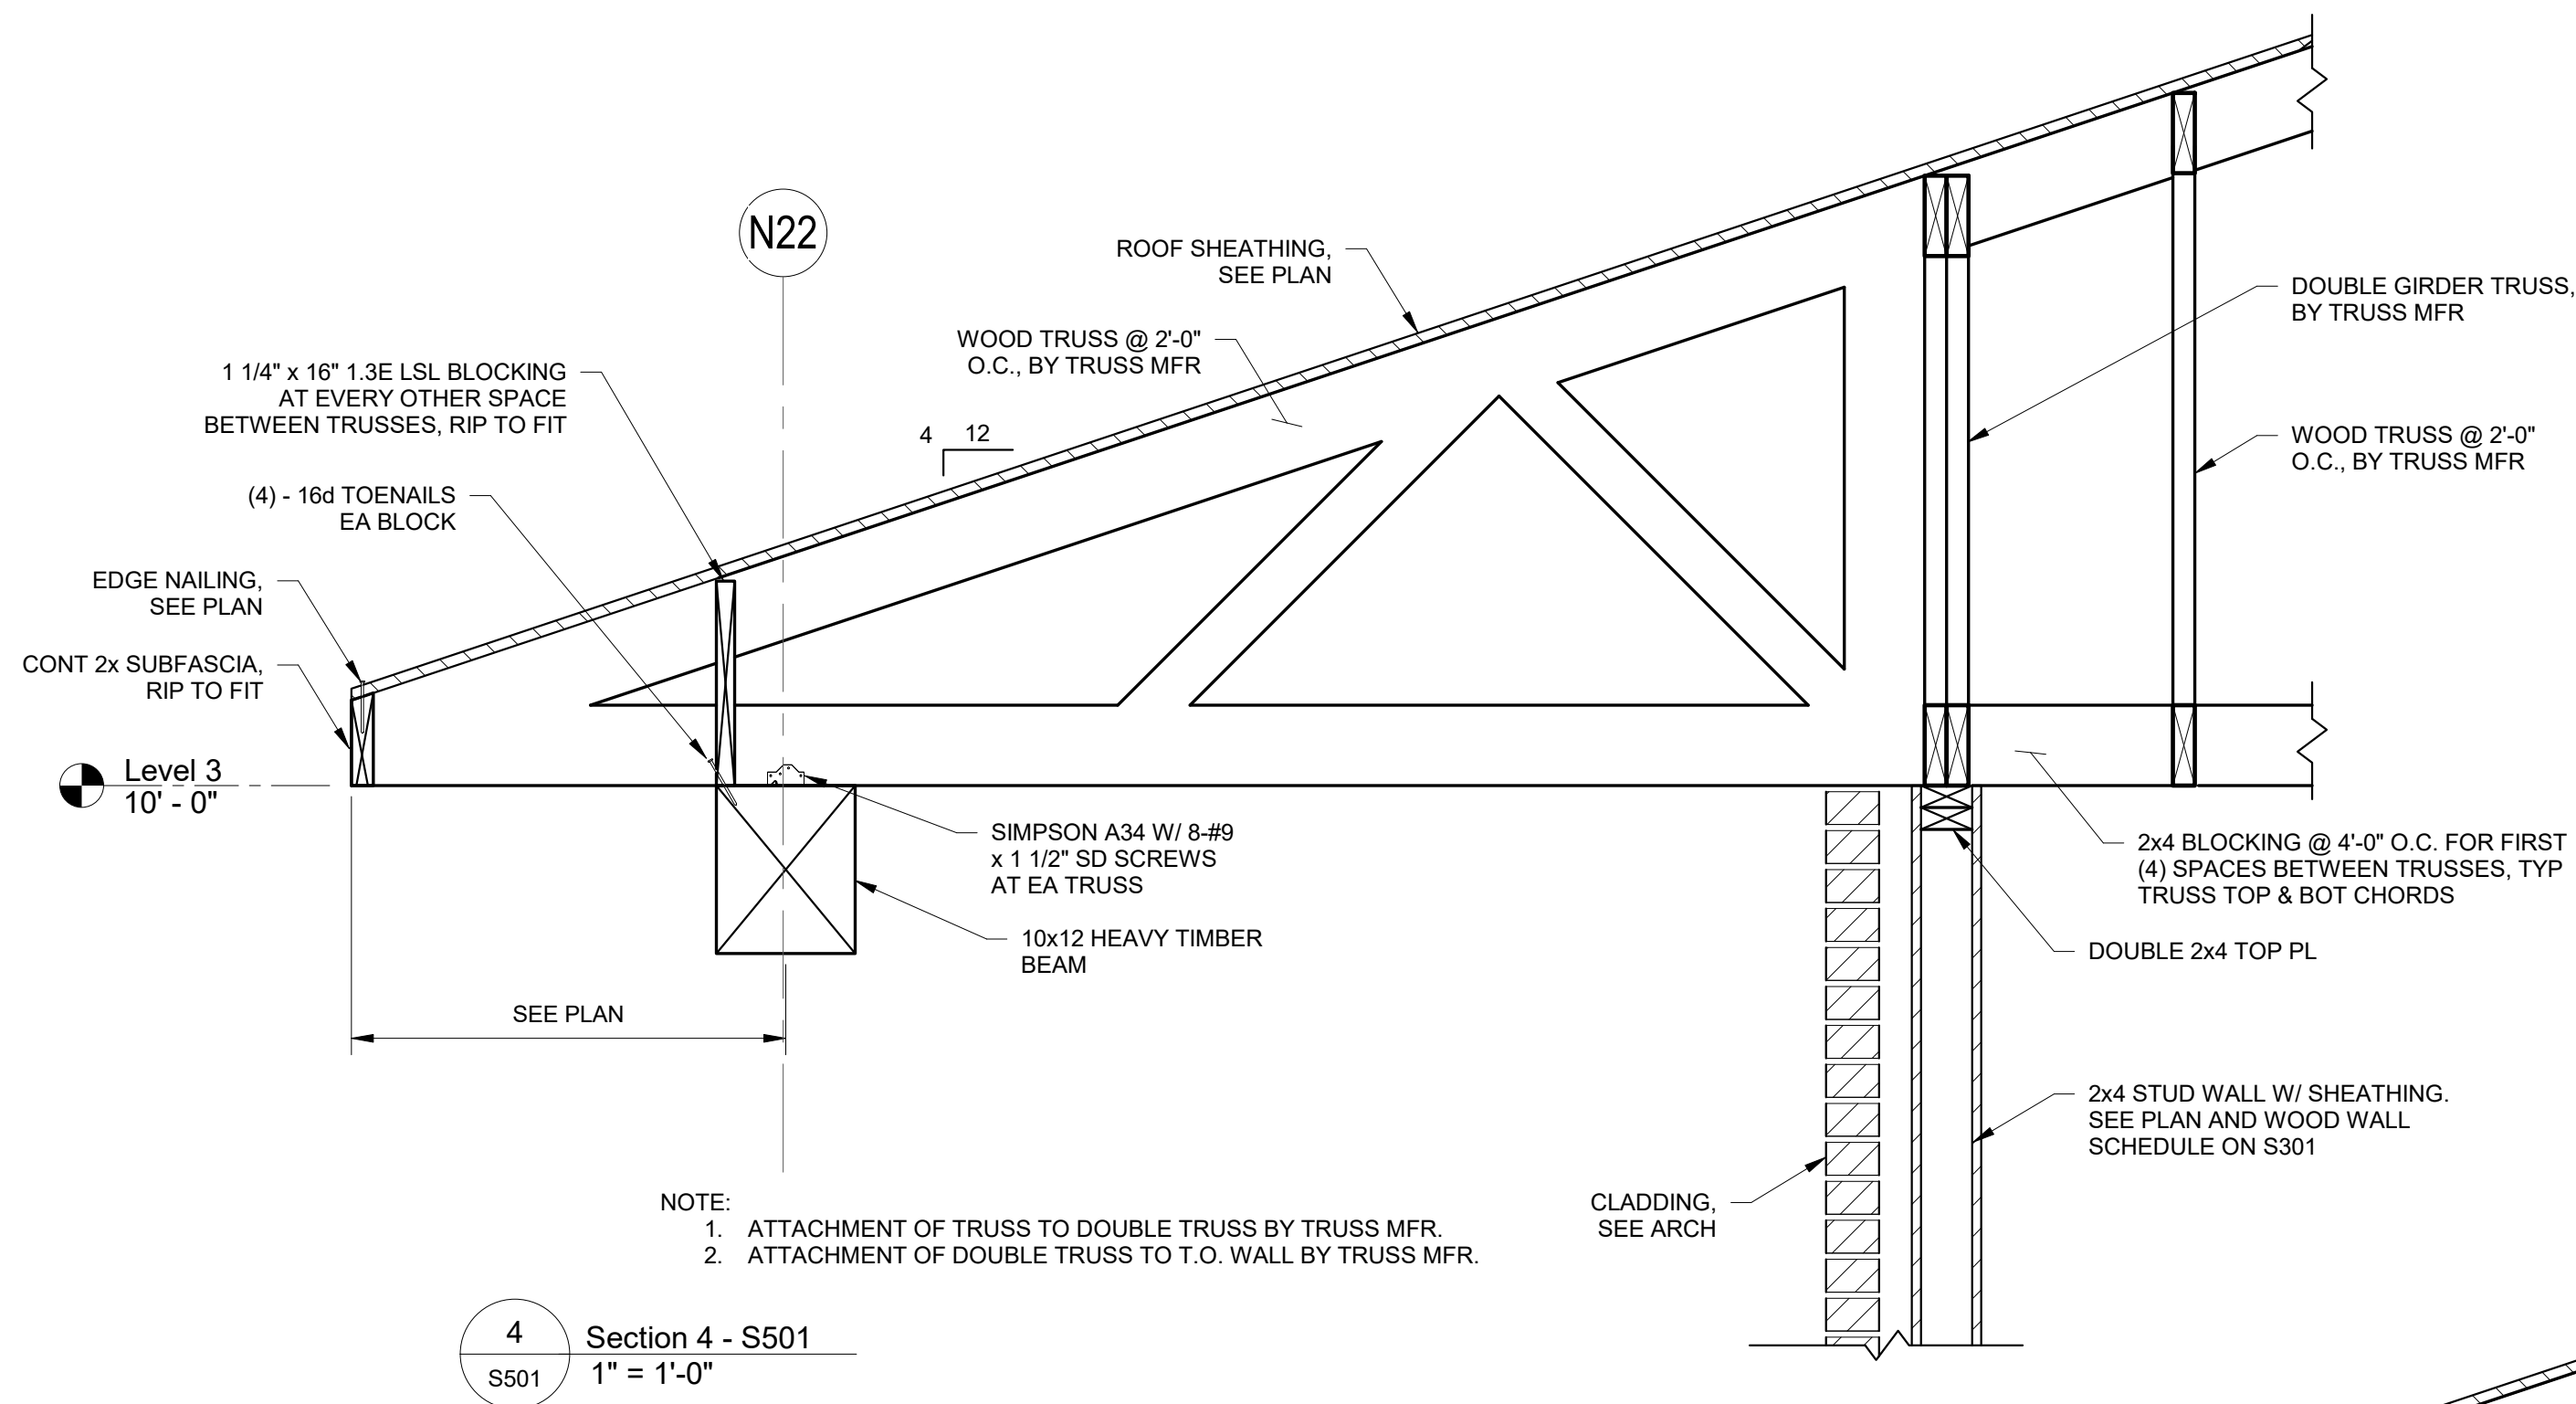 N22
ROOF SHEATHING,
SEE PLAN
DOUBLE GIRDER TRUSS,
BY TRUSS MFR
WOOD TRUSS @ 2'-0"
O.C., BY TRUSS MFR
1 1/4" x 16" 1.3E LSL BLOCKING
AT EVERY OTHER SPACE
BETWEEN TRUSSES, RIP TO FIT
4
12
WOOD TRUSS @ 2'-0"
O.C., BY TRUSS MFR
(4) - 16d TOENAILS
EA BLOCK
EDGE NAILING,
SEE PLAN
CONT 2x SUBFASCIA,
RIP TO FIT
Level 3
10' - 0"
SIMPSON A34 W/ 8-#9
x 1 1/2" SD SCREWS
AT EA TRUSS
2x4 BLOCKING @ 4'-0" O.C. FOR FIRST
(4) SPACES BETWEEN TRUSSES, TYP
TRUSS TOP & BOT CHORDS
10x12 HEAVY TIMBER
BEAM
DOUBLE 2x4 TOP PL
SEE PLAN
2x4 STUD WALL W/ SHEATHING.
SEE PLAN AND WOOD WALL
SCHEDULE ON S301
CLADDING,
SEE ARCH
NOTE:
1. ATTACHMENT OF TRUSS TO DOUBLE TRUSS BY TRUSS MFR.
2. ATTACHMENT OF DOUBLE TRUSS TO T.O. WALL BY TRUSS MFR.
4
S501
Section 4 - S501
1" = 1'-0"